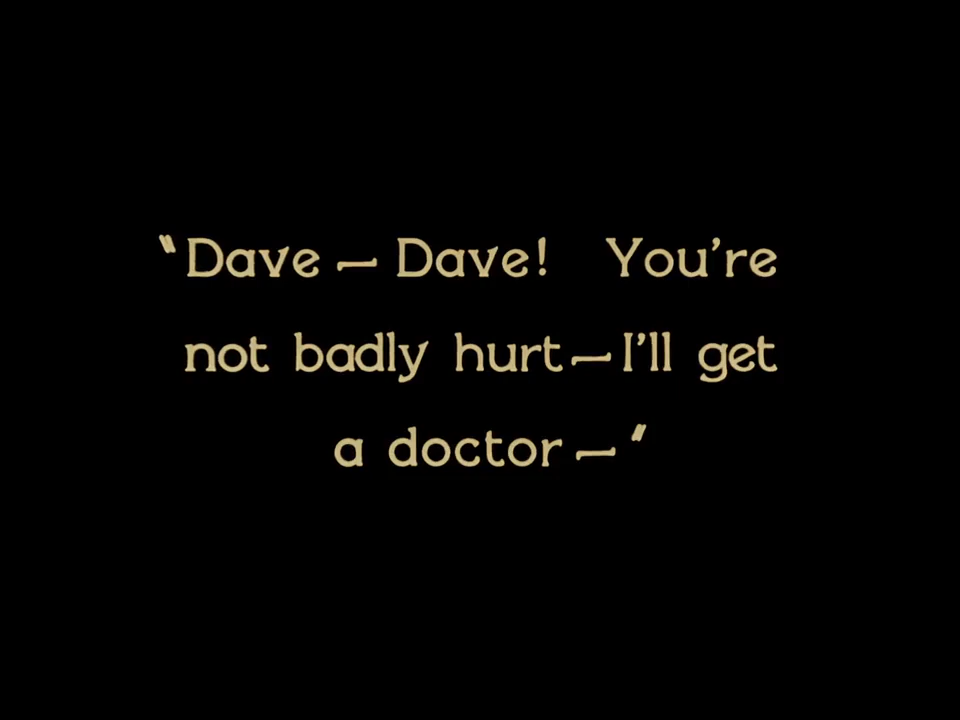 "Dave — Dave! You're
not badly hurt — I'll get
a doctor — "